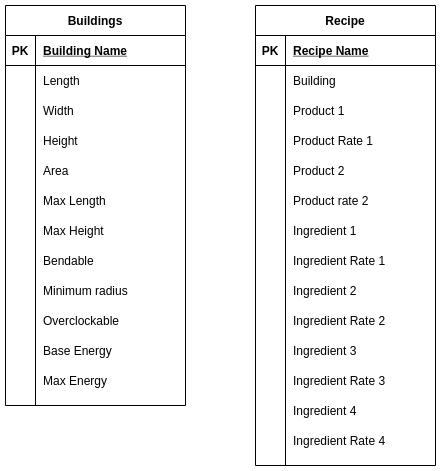 Buildings
PK Building Name
Length
Width
Height
Area
Max Length
Max Height
Bendable
Minimum radius
Overclockable
Base Energy
Max Energy
Recipe
PK Recipe Name
Building
Product 1
Product Rate 1
Product 2
Product rate 2
Ingredient 1
Ingredient Rate 1
Ingredient 2
Ingredient Rate 2
Ingredient 3
Ingredient Rate 3
Ingredient 4
Ingredient Rate 4